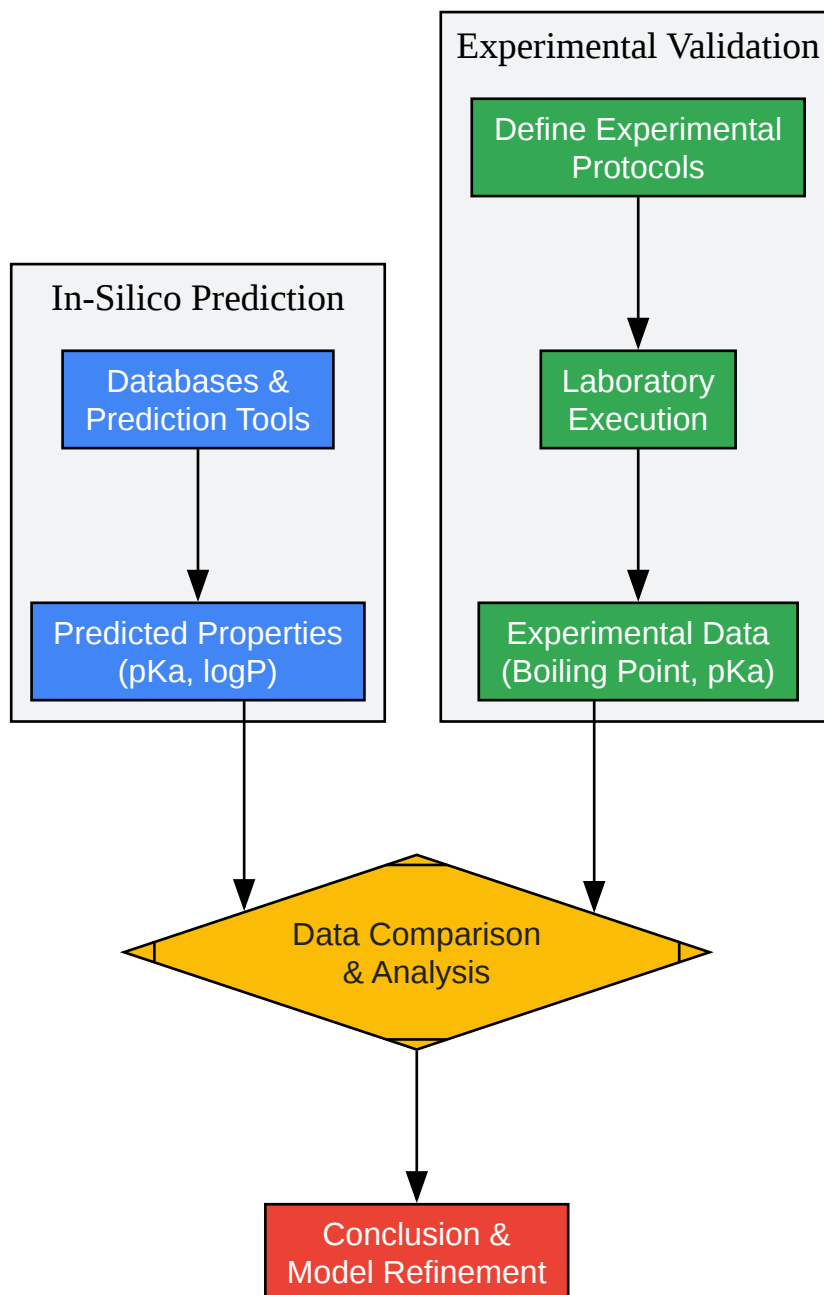 Experimental Validation
Define Experimental
Protocols
In-Silico Prediction
Databases &
Prediction Tools
Laboratory
Execution
Predicted Properties
(pKa, logP)
Experimental Data
(Boiling Point, pKa)
Data Comparison
& Analysis
Conclusion &
Model Refinement